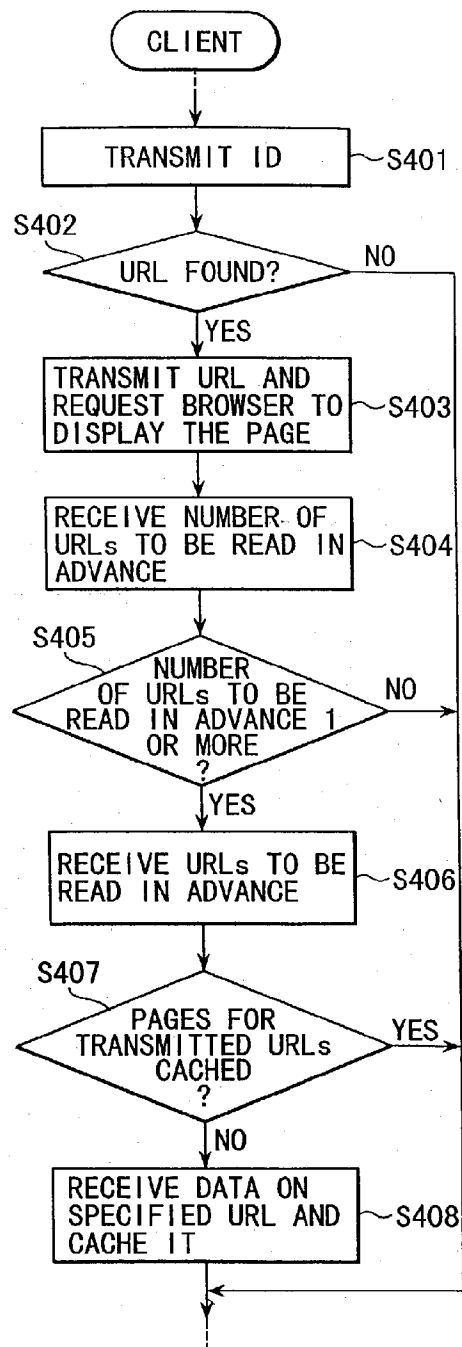 CLIENT
TRANSMIT ID
S401
S402
URL FOUND?
NO
YES
TRANSMIT URL AND
REQUEST BROWSER TO
DISPLAY THE PAGE
S403
RECEIVE NUMBER OF
URLs TO BE READ IN
ADVANCE
S404
S405
NUMBER
OF URLs TO BE
READ IN ADVANCE 1
OR MORE
?
NO
YES
RECEIVE URLs TO BE
READ IN ADVANCE
S406
S407
PAGES FOR
TRANSMITTED URLs
CACHED
?
YES
NO
RECEIVE DATA ON
SPECIFIED URL AND
CACHE IT
S408